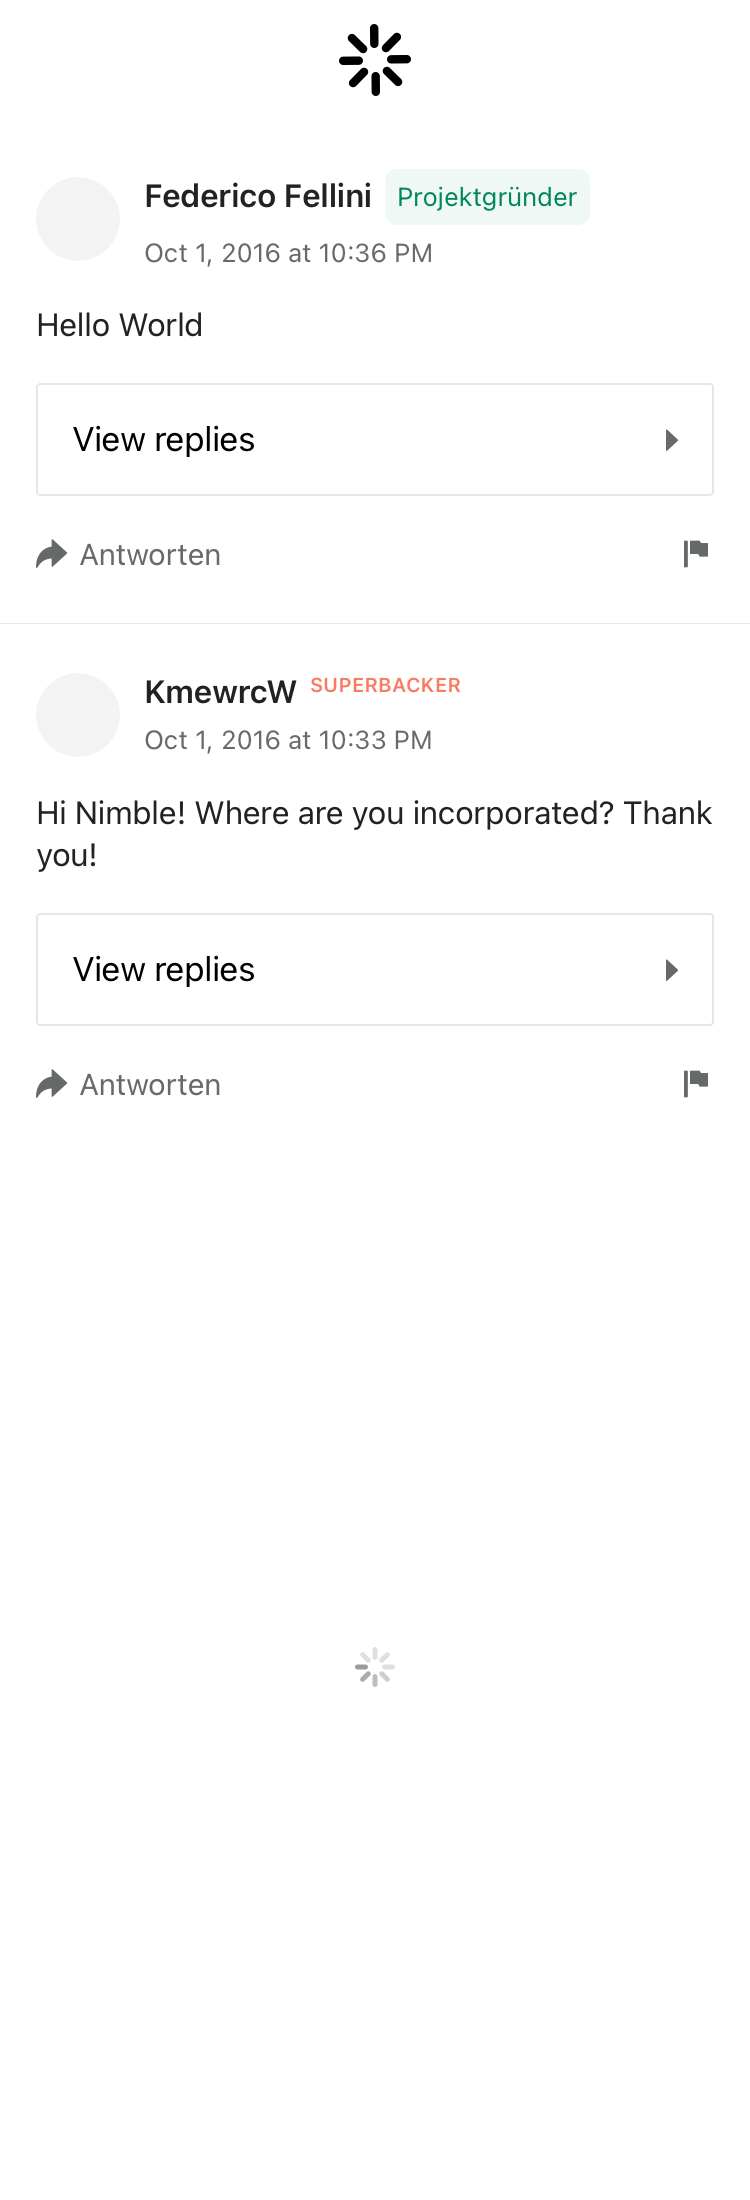 Federico Fellini Projektgründer
Oct 1, 2016 at 10:36 PM
Hello World
View replies
Antworten
KmewrcW SUPERBACKER
Oct 1, 2016 at 10:33 PM
Hi Nimble! Where are you incorporated? Thank
you!
View replies
Antworten